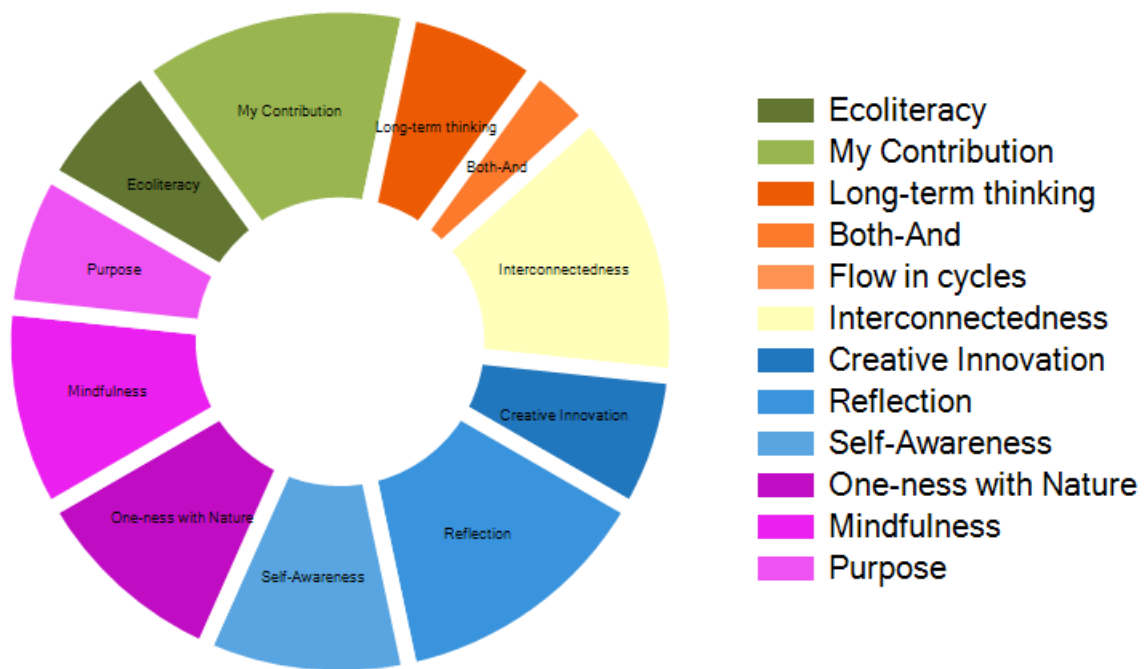 My Contribution
Long-term thinking
Both-And
Ecoliteracy
Purpose
Interconnectedness
Mindfulness
Creative Innovation
One-ness with Nature
Reflection
Self-Awareness
Ecoliteracy
My Contribution
Long-term thinking
Both-And
Flow in cycles
Interconnectedness
Creative Innovation
Reflection
Self-Awareness
One-ness with Nature
Mindfulness
Purpose